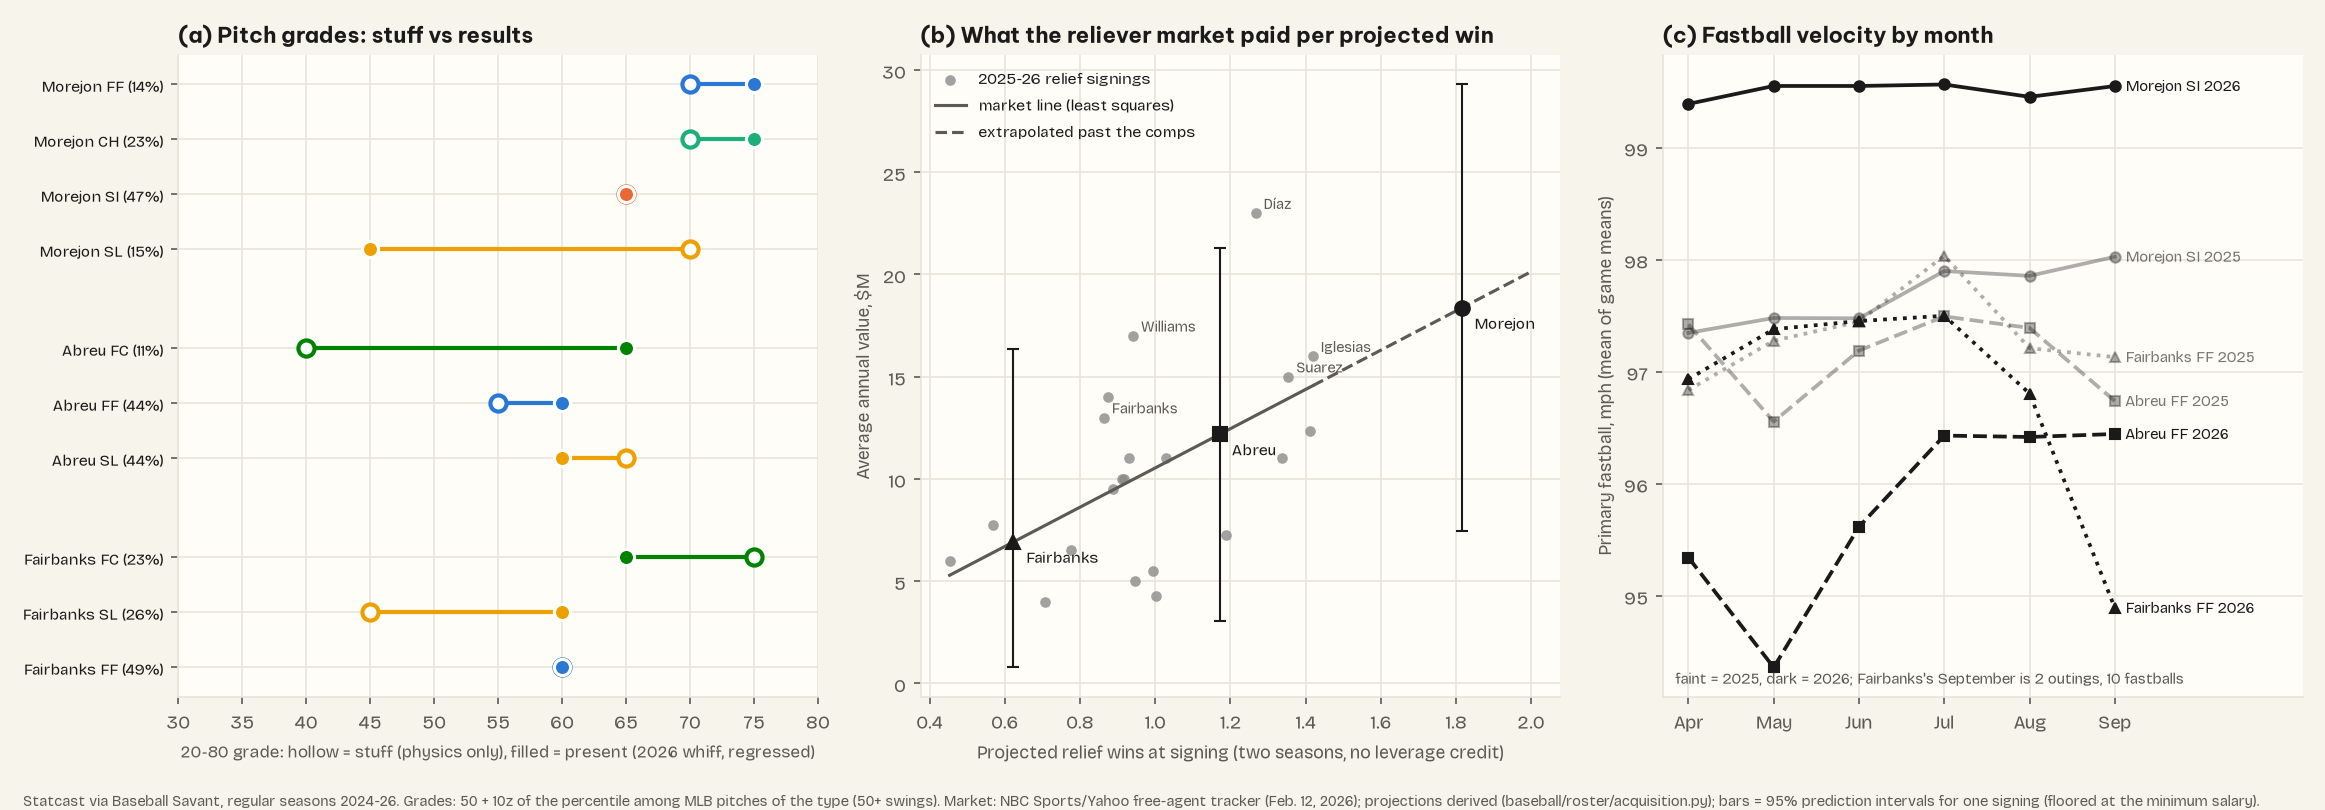 (a) Pitch grades: stuff vs results
Morejon FF (14%)
Morejon CH (23%)
Morejon SI (47%)
Morejon SL (15%)
Abreu FC (11%)
Abreu FF (44%)
Abreu SL (44%)
Fairbanks FC (23%)
Fairbanks SL (26%)
Fairbanks FF (49%)
30 35 40 45 50 55 60 65 70 75 80
20-80 grade: hollow = stuff (physics only), filled = present (2026 whiff, regressed)
(b) What the reliever market paid per projected win
2025-26 relief signings
market line (least squares)
extrapolated past the comps
Average annual value, $M
30
25
20
15
10
5
0
Díaz
Williams
Iglesias
Suarez
Fairbanks
Morejon
Abreu
Fairbanks
0.4 0.6 0.8 1.0 1.2 1.4 1.6 1.8 2.0
Projected relief wins at signing (two seasons, no leverage credit)
(c) Fastball velocity by month
Primary fastball, mph (mean of game means)
99
98
97
96
95
Morejon SI 2026
Morejon SI 2025
Fairbanks FF 2025
Abreu FF 2025
Abreu FF 2026
Fairbanks FF 2026
faint = 2025, dark = 2026; Fairbanks's September is 2 outings, 10 fastballs
Apr May Jun Jul Aug Sep
Statcast via Baseball Savant, regular seasons 2024-26. Grades: 50 + 10z of the percentile among MLB pitches of the type (50+ swings). Market: NBC Sports/Yahoo free-agent tracker (Feb. 12, 2026); projections derived (baseball/roster/acquisition.py); bars = 95% prediction intervals for one signing (floored at the minimum salary).